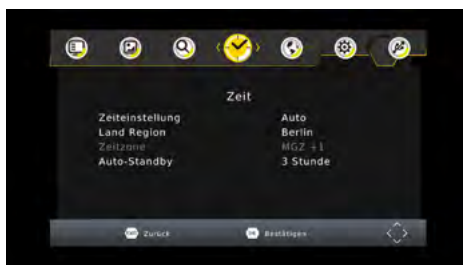 Zeit
Zeiteinstellung Auto
Land Region Berlin
Zeitzone MGZ +1
Auto-Standby 3 Stunde
Zurück Bestätigen